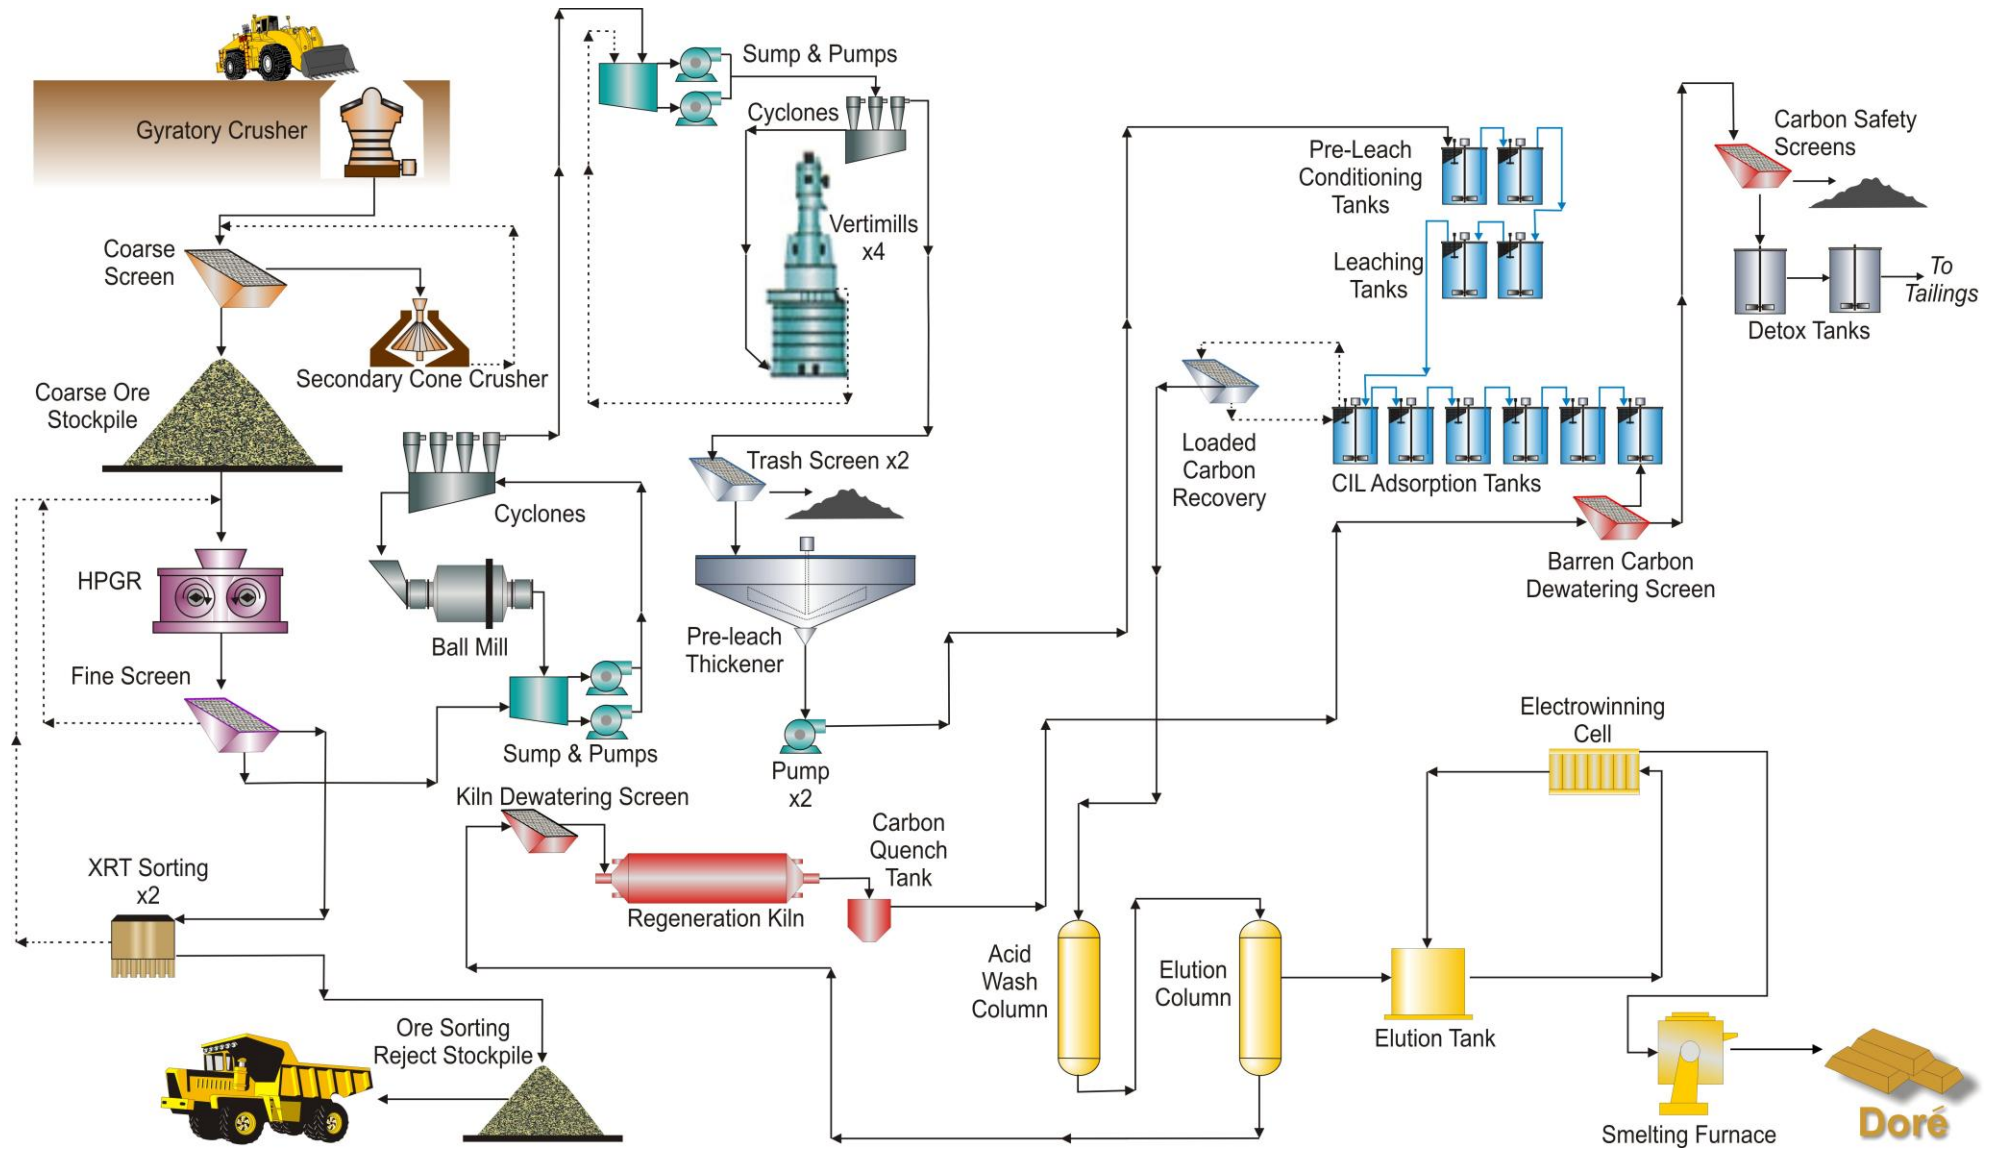 Sump & Pumps
Gyratory Crusher
Cyclones
Vertimills
x4
Pre-Leach
Conditioning
Tanks
Carbon Safety
Screens
Leaching
Tanks
To
Tailings
Detox Tanks
Coarse
Screen
Secondary Cone Crusher
Coarse Ore
Stockpile
Cyclones
Trash Screen x2
Loaded
Carbon
Recovery
CIL Adsorption Tanks
Barren Carbon
Dewatering Screen
HPGR
Ball Mill
Pre-leach
Thickener
Fine Screen
Sump & Pumps
Pump
x2
Electrowinning
Cell
Kiln Dewatering Screen
Carbon
Quench
Tank
Regeneration Kiln
XRT Sorting
x2
Acid
Wash
Column
Elution
Column
Elution Tank
Ore Sorting
Reject Stockpile
Smelting Furnace
Doré